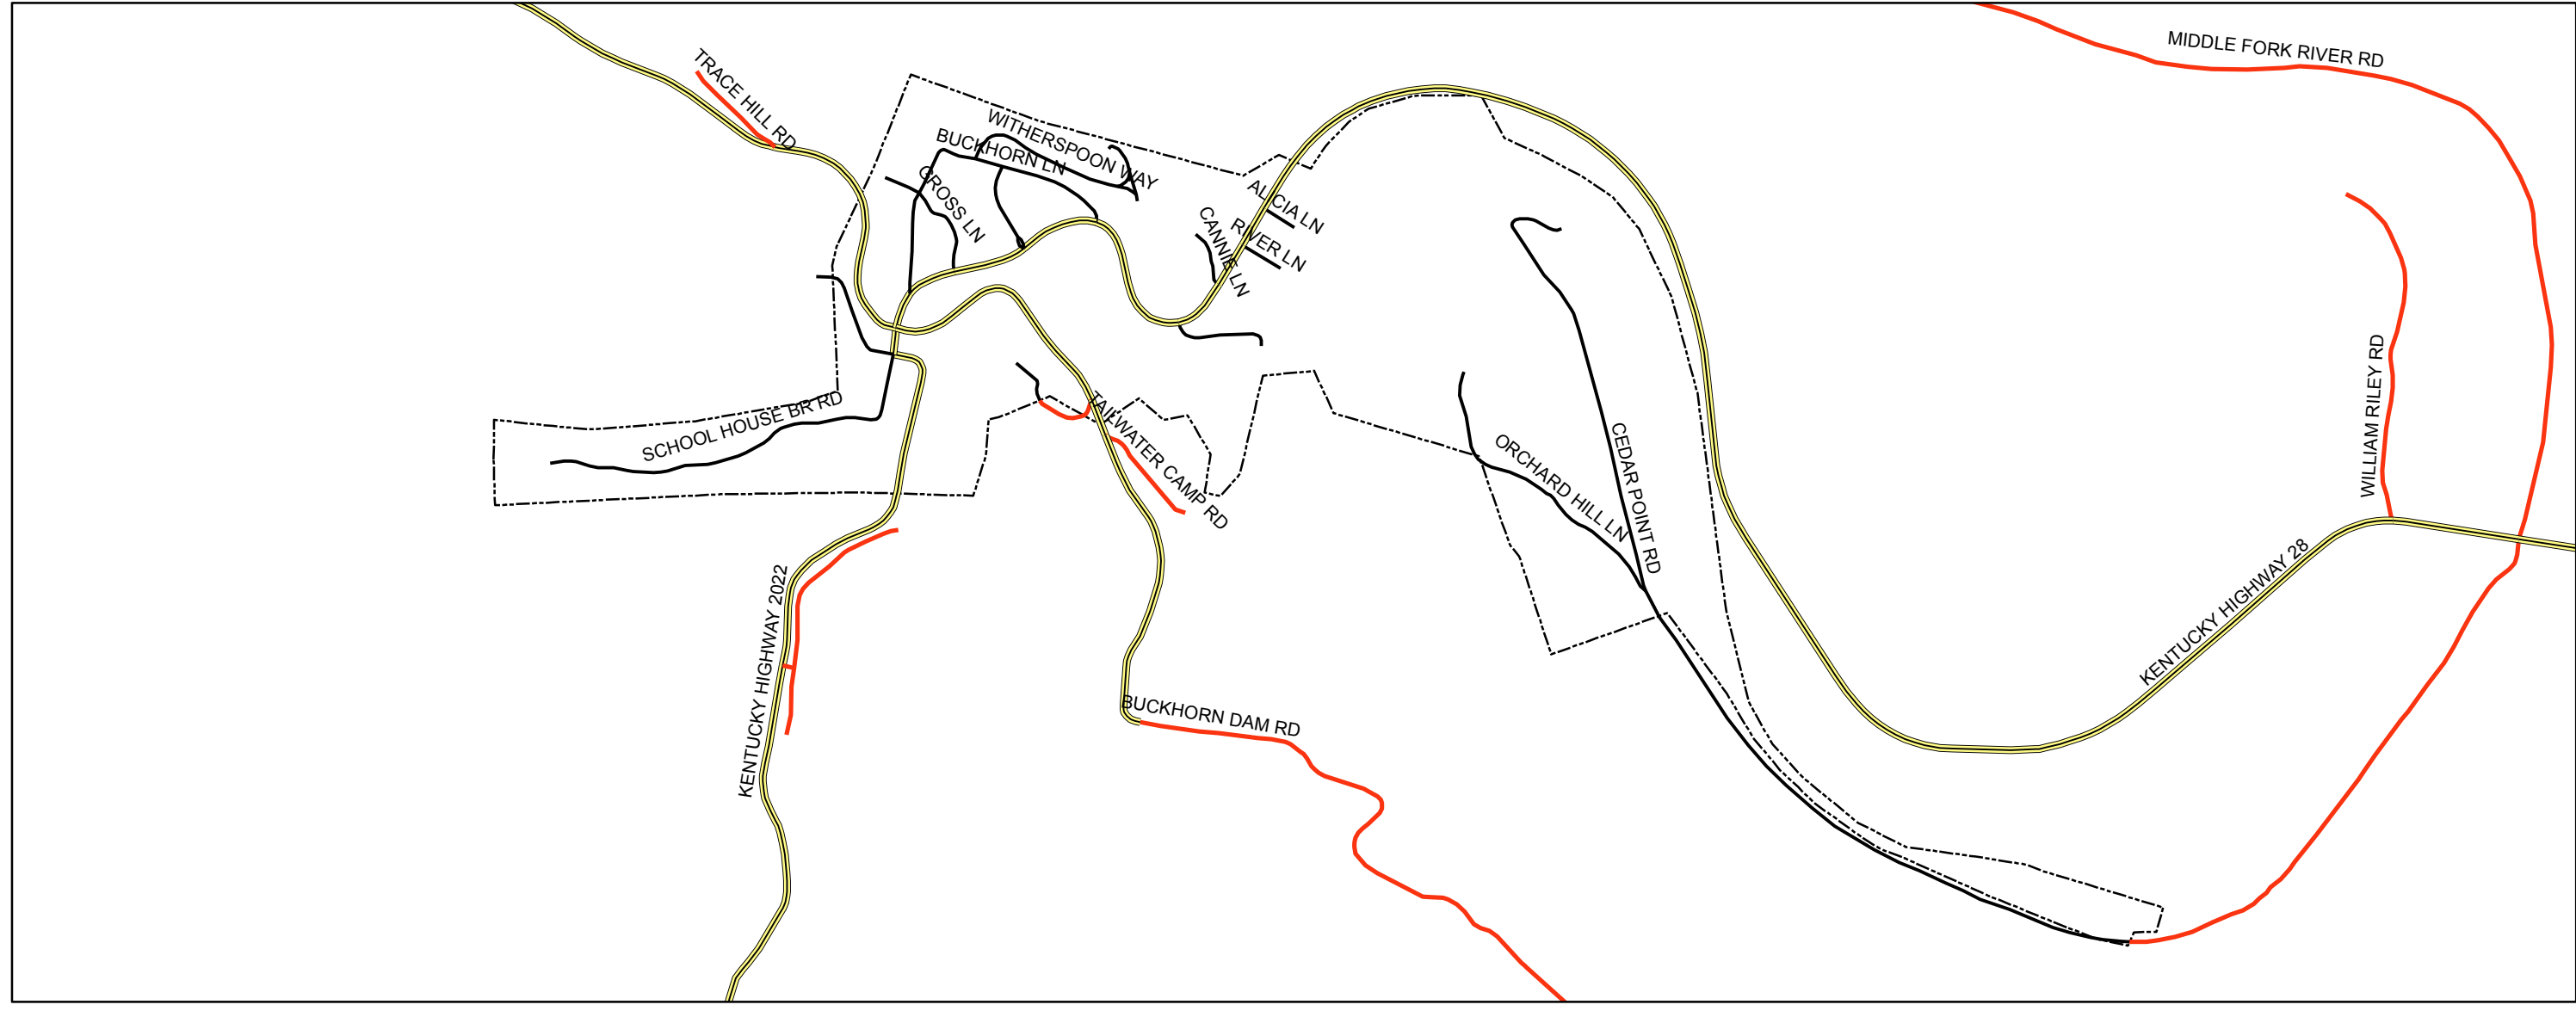 MIDDLE FORK RIVER RD
TRACE HILL RD
WITHERSPOON WAY
BUCKHORN LN
GROSS LN
ALICIA LN
CANNIE LN
RIVER LN
WILLIAM RILEY RD
SCHOOL HOUSE BR RD
TAILWATER CAMP RD
ORCHARD HILL LN
CEDAR POINT RD
KENTUCKY HIGHWAY 28
KENTUCKY HIGHWAY 2022
BUCKHORN DAM RD